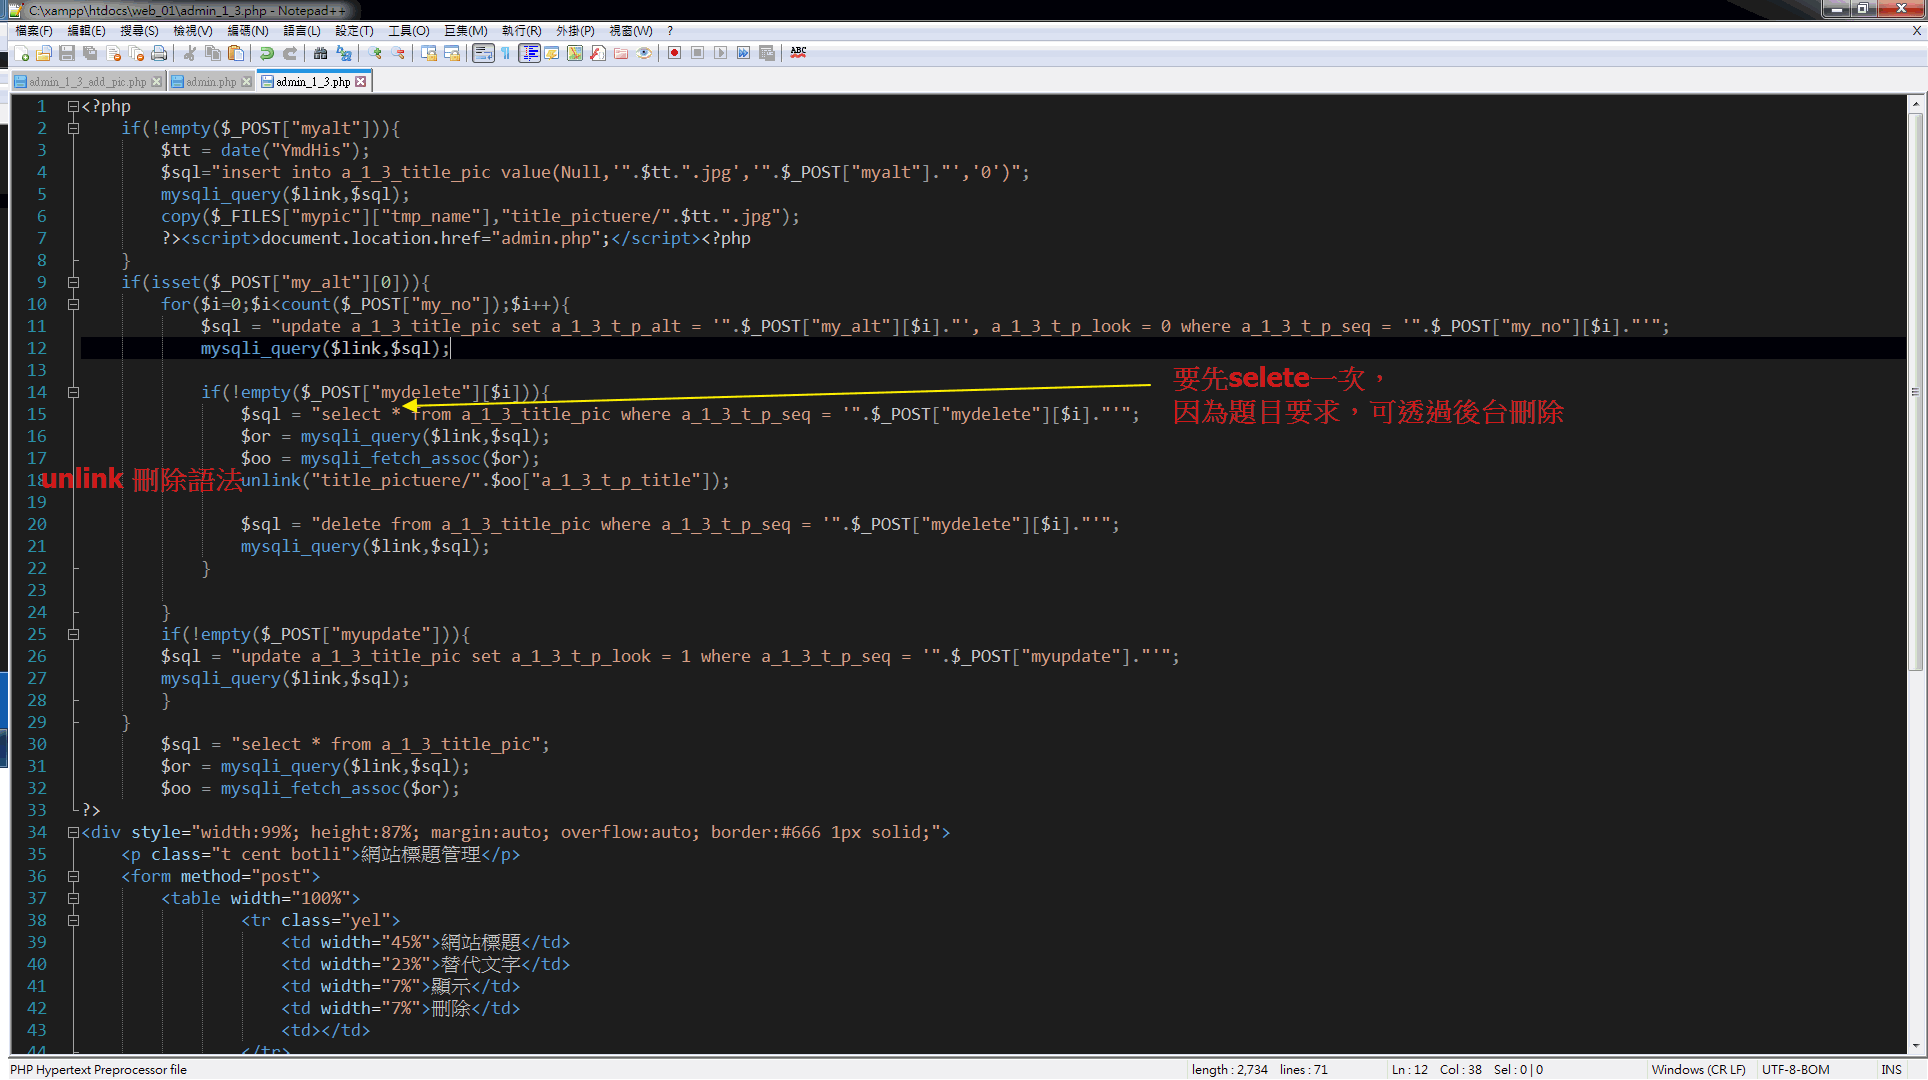 C:\xampp\htdocs\web_01\admin_1_3.php - Notepad++
檔案(F) 編輯(E) 搜尋(S) 檢視(V) 編碼(N) 語言(L) 設定(T) 工具(O) 巨集(M) 執行(R) 外掛(P) 視窗(W) ? X
ABC
admin_1_3_add_pic.php admin.php admin_1_3.php
1 <?php
2 if(!empty($_POST["myalt"])){
3 $tt = date("YmdHis");
4 $sql="insert into a_1_3_title_pic value(Null,'".$tt.".jpg','".$_POST["myalt"]."','0')";
5 mysqli_query($link,$sql);
6 copy($_FILES["mypic"]["tmp_name"],"title_pictuere/".$tt.".jpg");
7 ?><script>document.location.href="admin.php";</script><?php
8 }
9 if(isset($_POST["my_alt"][0])){
10 for($i=0;$i<count($_POST["my_no"]);$i++){
11 $sql = "update a_1_3_title_pic set a_1_3_t_p_alt = '".$_POST["my_alt"][$i]."', a_1_3_t_p_look = 0 where a_1_3_t_p_seq = '".$_POST["my_no"][$i]."'";
12 mysqli_query($link,$sql);
13
14 if(!empty($_POST["mydelete"][$i])){
要先selete一次，
15 $sql = "select * from a_1_3_title_pic where a_1_3_t_p_seq = '".$_POST["mydelete"][$i]."'";
因為題目要求，可透過後台刪除
16 $or = mysqli_query($link,$sql);
17 $oo = mysqli_fetch_assoc($or);
unlink 刪除語法
18 unlink("title_pictuere/".$oo["a_1_3_t_p_title"]);
19
20 $sql = "delete from a_1_3_title_pic where a_1_3_t_p_seq = '".$_POST["mydelete"][$i]."'";
21 mysqli_query($link,$sql);
22 }
23
24 }
25 if(!empty($_POST["myupdate"])){
26 $sql = "update a_1_3_title_pic set a_1_3_t_p_look = 1 where a_1_3_t_p_seq = '".$_POST["myupdate"]."'";
27 mysqli_query($link,$sql);
28 }
29 }
30 $sql = "select * from a_1_3_title_pic";
31 $or = mysqli_query($link,$sql);
32 $oo = mysqli_fetch_assoc($or);
33 ?>
34 <div style="width:99%; height:87%; margin:auto; overflow:auto; border:#666 1px solid;">
35 <p class="t cent botli">網站標題管理</p>
36 <form method="post">
37 <table width="100%">
38 <tr class="yel">
39 <td width="45%">網站標題</td>
40 <td width="23%">替代文字</td>
41 <td width="7%">顯示</td>
42 <td width="7%">刪除</td>
43 <td></td>
44 </tr>
PHP Hypertext Preprocessor file length : 2,734 lines : 71 Ln : 12 Col : 38 Sel : 0 | 0 Windows (CR LF) UTF-8-BOM INS